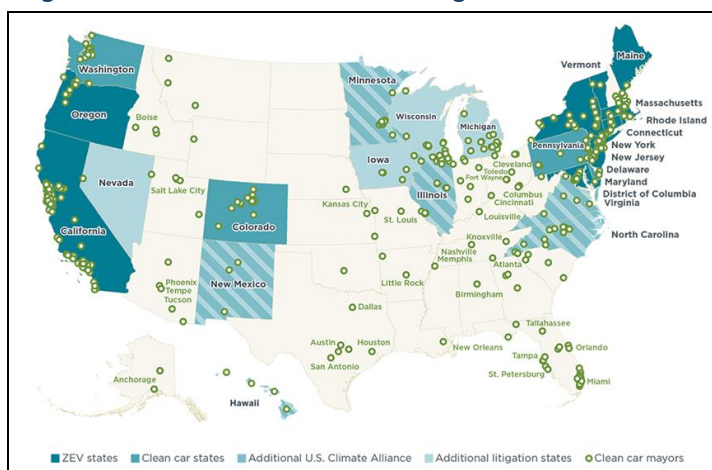 Washington
Oregon
Boise
Nevada
Salt Lake City
California
Colorado
Phoenix
Tempe
Tucson
New Mexico
Minnesota
Wisconsin
Michigan
Iowa
Illinois
Kansas City
St. Louis
Cleveland
Toledo
Fort Wayne
Columbus
Cincinnati
Louisville
Pennsylvania
Vermont
Maine
Massachusetts
Rhode Island
Connecticut
New York
New Jersey
Delaware
Maryland
District of Columbia
Virginia
North Carolina
Knoxville
Nashville
Memphis
Atlanta
Little Rock
Birmingham
Dallas
Austin
Houston
San Antonio
New Orleans
Tallahassee
Orlando
Tampa
St. Petersburg
Miami
Anchorage
Hawaii
ZEV states Clean car states Additional U.S. Climate Alliance Additional litigation states Clean car mayors